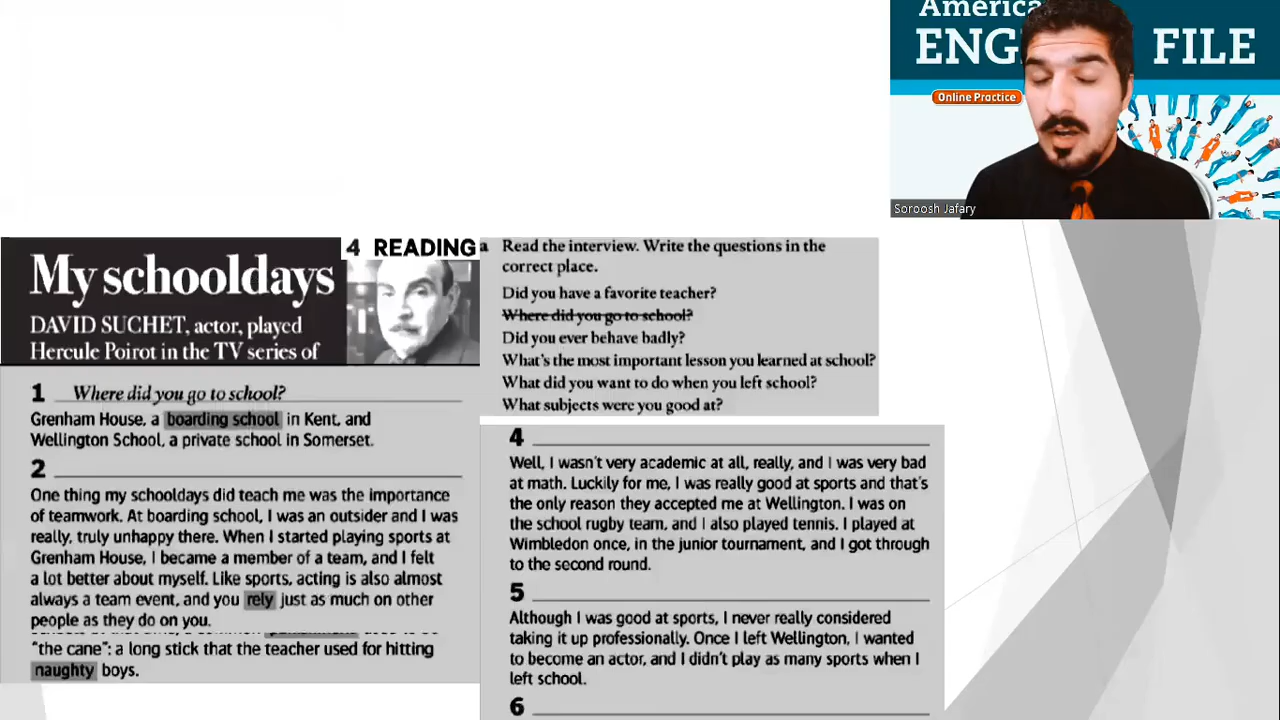 America
ENG FILE
Online Practice
Soroosh Jafary
My schooldays
DAVID SUCHET, actor, played
Hercule Poirot in the TV series of
4 READING
1 Where did you go to school?
Grenham House, a boarding school in Kent, and
Wellington School, a private school in Somerset.
2
One thing my schooldays did teach me was the importance
of teamwork. At boarding school, I was an outsider and I was
really, truly unhappy there. When I started playing sports at
Grenham House, I became a member of a team, and I felt
a lot better about myself. Like sports, acting is also almost
always a team event, and you rely just as much on other
people as they do on you.
"the cane": a long stick that the teacher used for hitting
naughty boys.
a Read the interview. Write the questions in the
correct place.
Did you have a favorite teacher?
Where did you go to school?
Did you ever behave badly?
What's the most important lesson you learned at school?
What did you want to do when you left school?
What subjects were you good at?
4
Well, I wasn't very academic at all, really, and I was very bad
at math. Luckily for me, I was really good at sports and that's
the only reason they accepted me at Wellington. I was on
the school rugby team, and I also played tennis. I played at
Wimbledon once, in the junior tournament, and I got through
to the second round.
5
Although I was good at sports, I never really considered
taking it up professionally. Once I left Wellington, I wanted
to become an actor, and I didn't play as many sports when I
left school.
6